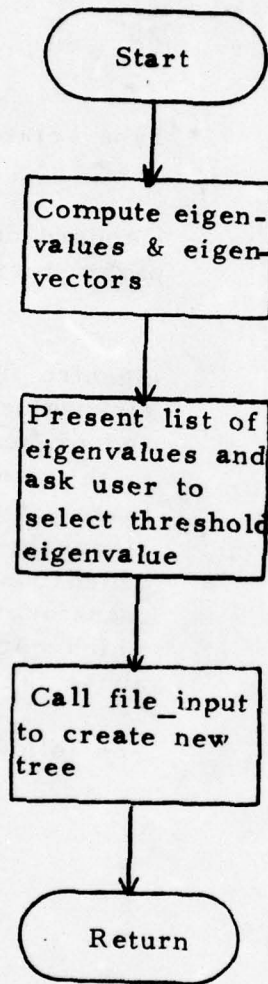 Start
Compute eigen-
values & eigen-
vectors
Present list of
eigenvalues and
ask user to
select threshold
eigenvalue
Call file_input
to create new
tree
Return